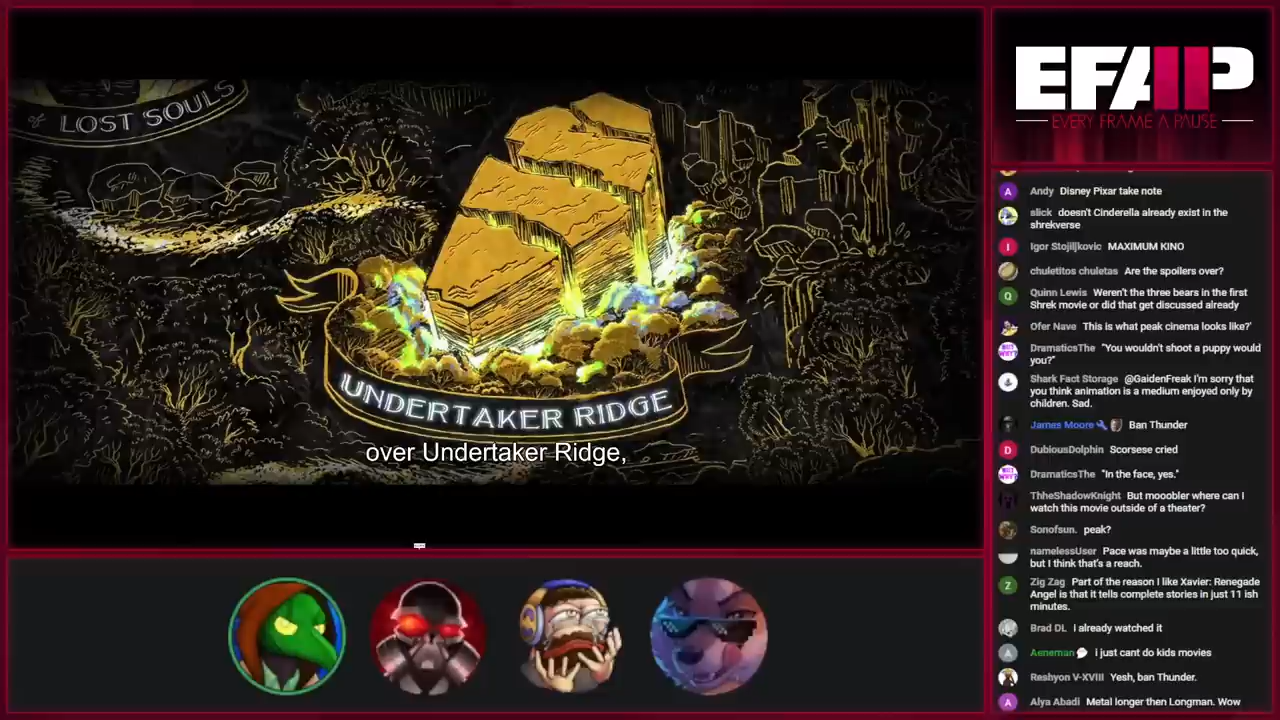 of LOST SOULS
UNDERTAKER RIDGE
over Undertaker Ridge,
EFAP
EVERY FRAME A PAUSE
Andy Disney Pixar take note
slick doesn't Cinderella already exist in the
shrekverse
Igor Stojiljkovic MAXIMUM KINO
chuletitos chuletas Are the spoilers over?
Quinn Lewis Weren't the three bears in the first
Shrek movie or did that get discussed already
Ofer Nave This is what peak cinema looks like?'
DramaticsThe "You wouldn't shoot a puppy would
you?"
Shark Fact Storage @GaidenFreak I'm sorry that
you think animation is a medium enjoyed only by
children. Sad.
James Moore Ban Thunder
DubiousDolphin Scorsese cried
DramaticsThe "In the face, yes."
ThheShadowKnight But mooobler where can I
watch this movie outside of a theater?
Sonofsun. peak?
namelessUser Pace was maybe a little too quick,
but I think that's a reach.
Zig Zag Part of the reason I like Xavier: Renegade
Angel is that it tells complete stories in just 11 ish
minutes.
Brad DL i already watched it
Aeneman i just cant do kids movies
Reshyon V-XVIII Yesh, ban Thunder.
Alya Abadi Metal longer then Longman. Wow